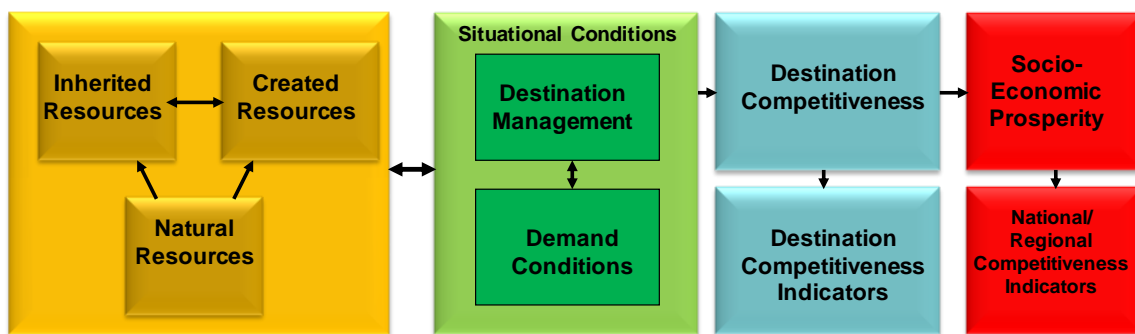 Inherited
Resources
Created
Resources
Natural
Resources
Situational Conditions
Destination
Management
Demand
Conditions
Destination
Competitiveness
Destination
Competitiveness
Indicators
Socio-
Economic
Prosperity
National/
Regional
Competitiveness
Indicators